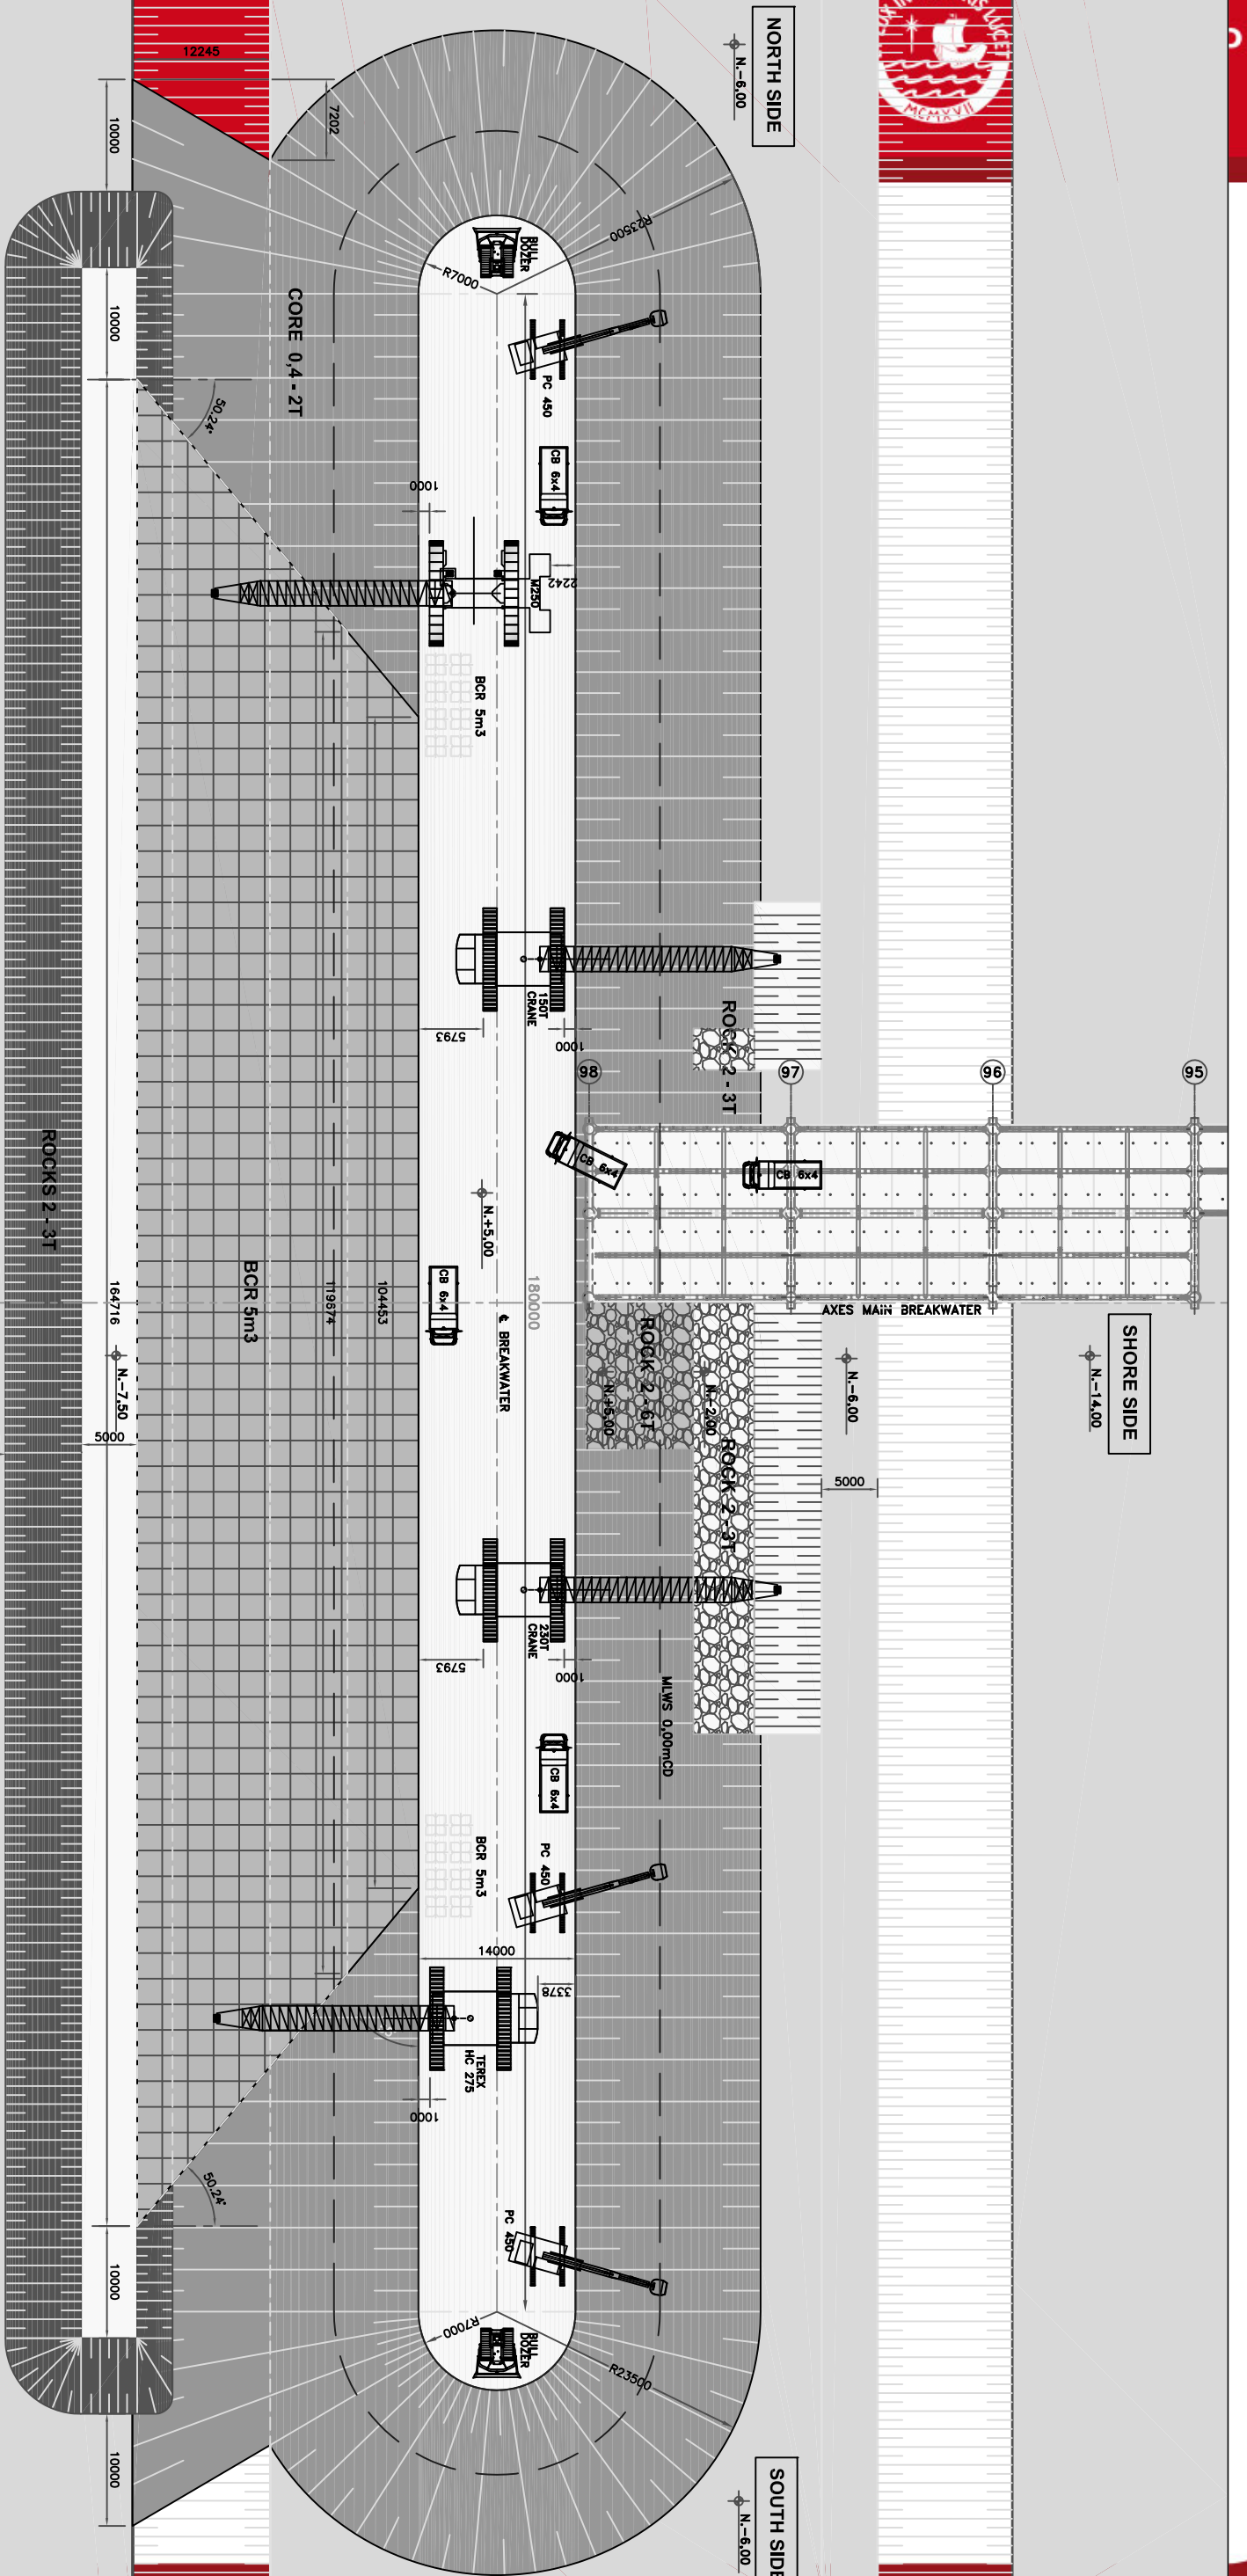 12245
10000
7202
NORTH SIDE
N.-6,00
LUCET
MCMXVII
R23500
R7000
BULL
DOZER
10000
CORE 0,4 - 2T
50.24°
PC 450
CB 6x4
1000
2242
M250
BCR 5m3
150T
CRANE
5793
1000
ROCK 2 - 3T
98
97
96
95
CB 6x4
CB 6x4
ROCKS 2 - 3T
N.+5,00
180000
CB 6x4
164716
BCR 5m3
119674
104453
℄ BREAKWATER
AXES MAIN BREAKWATER
SHORE SIDE
N.-7,50
N.-6,00
N.-14,00
ROCK 2 - 6T
N.+5,00
N.-2,00
ROCK 2 - 3T
5000
5000
230T
CRANE
5793
1000
MLWS 0,00mCD
CB 6x4
BCR 5m3
PC 450
14000
3378
TEREX
HC 275
1000
50.24°
PC 450
10000
R7000
BULL
DOZER
R23500
10000
SOUTH SIDE
N.-6,00